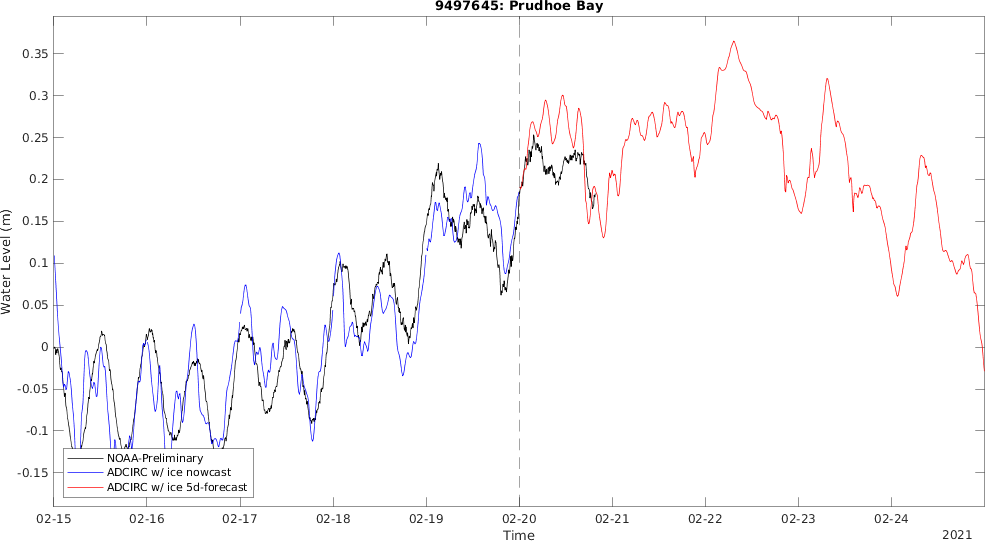 9497645: Prudhoe Bay
Water Level (m)
0.35
0.3
0.25
0.2
0.15
0.1
0.05
0
-0.05
-0.1
-0.15
NOAA-Preliminary
ADCIRC w/ ice nowcast
ADCIRC w/ ice 5d-forecast
02-15 02-16 02-17 02-18 02-19 02-20 02-21 02-22 02-23 02-24
Time
2021